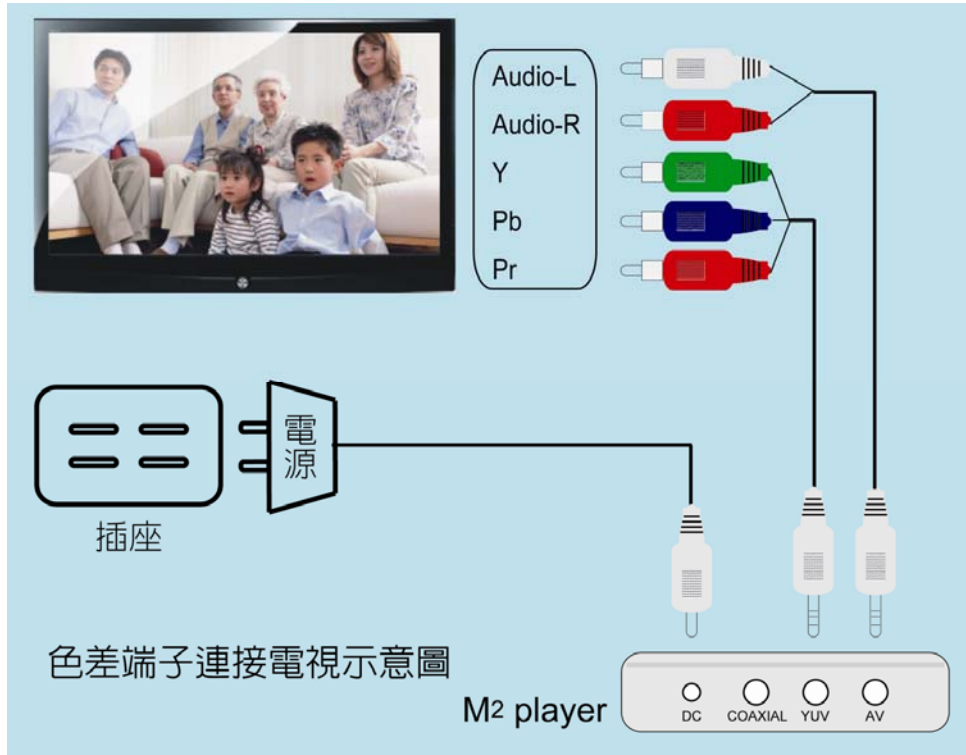 Audio-L
Audio-R
Y
Pb
Pr
電源
插座
色差端子連接電視示意圖
M2 player
DC COAXIAL YUV AV